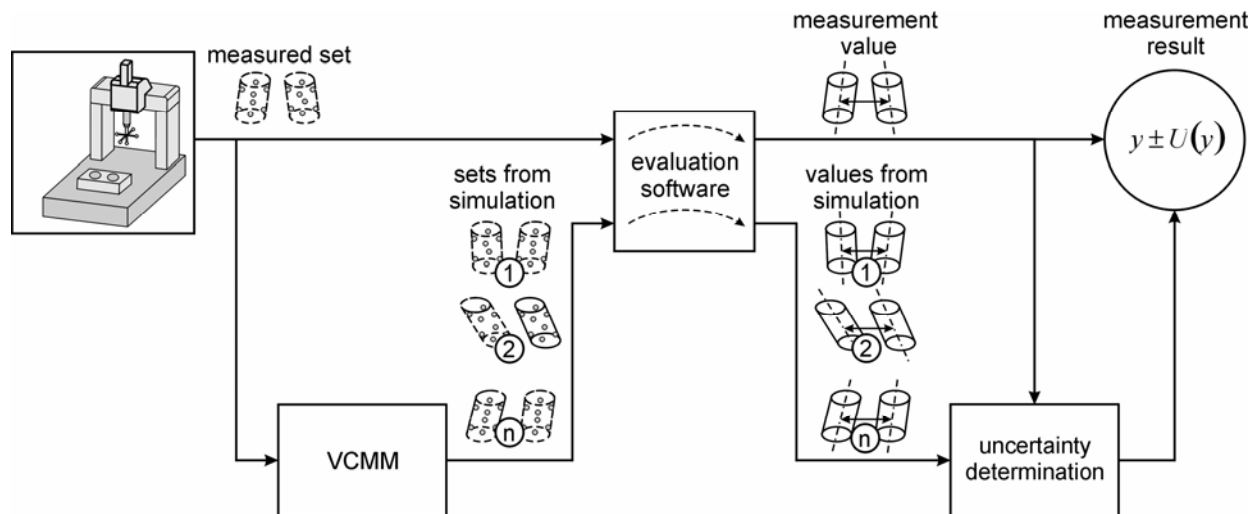 measured set
measurement
value
measurement
result
y ± U(y)
evaluation
software
sets from
simulation
values from
simulation
1
1
2
2
n
n
VCMM
uncertainty
determination